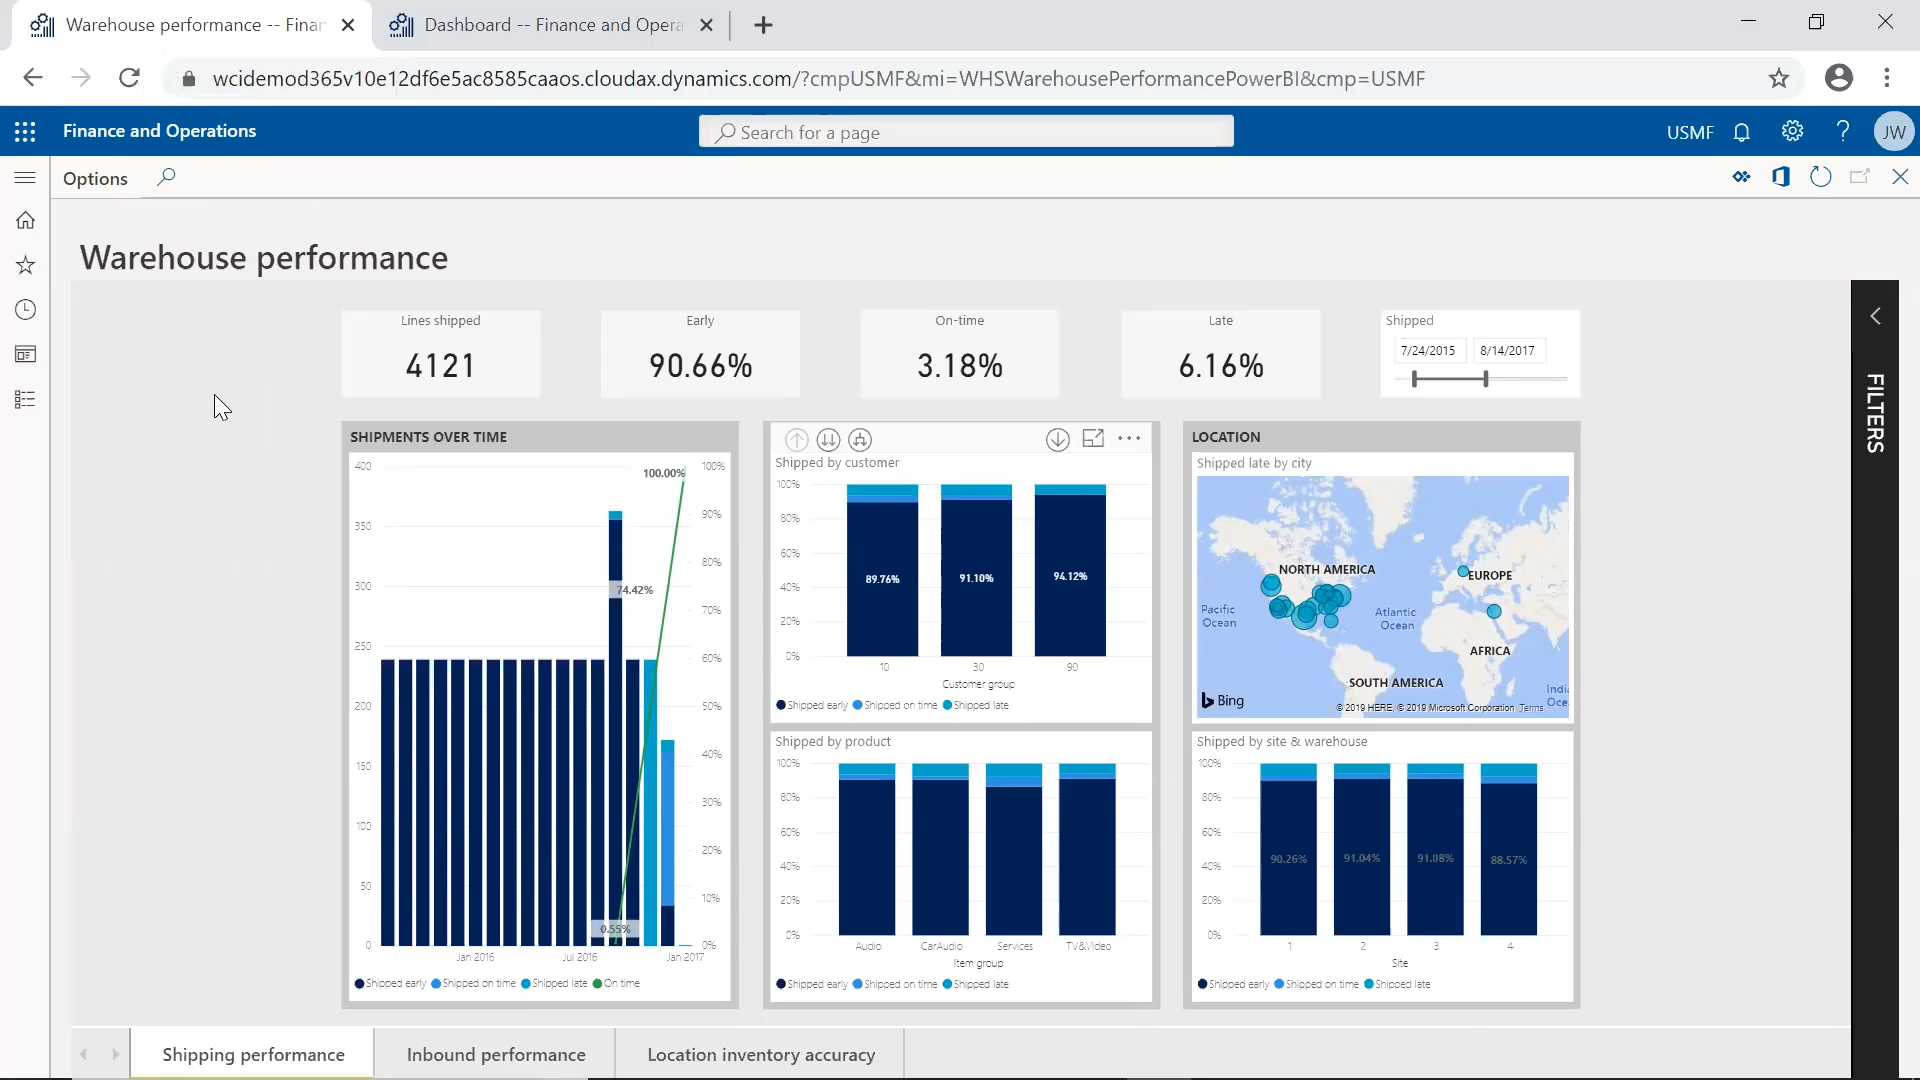 Warehouse performance -- Finan
Dashboard -- Finance and Opera
wcidemod365v10e12df6e5ac8585caaos.cloudax.dynamics.com/?cmpUSMF&mi=WHSWarehousePerformancePowerBI&cmp=USMF
Finance and Operations
Search for a page
USMF
?
JW
Options
Warehouse performance
Lines shipped
4121
Early
90.66%
On-time
3.18%
Late
6.16%
Shipped
7/24/2015
8/14/2017
FILTERS
SHIPMENTS OVER TIME
400
350
300
250
200
150
100
50
0
100%
90%
80%
70%
60%
50%
40%
30%
20%
10%
0%
100.00%
74.42%
0.55%
Jan 2016
Jul 2016
Jan 2017
Shipped early
Shipped on time
Shipped late
On time
Shipped by customer
100%
80%
60%
40%
20%
0%
89.76%
91.10%
94.12%
10
30
90
Customer group
Shipped early
Shipped on time
Shipped late
Shipped by product
100%
80%
60%
40%
20%
0%
Audio
CarAudio
Services
TV&Video
Item group
Shipped early
Shipped on time
Shipped late
LOCATION
Shipped late by city
NORTH AMERICA
EUROPE
Pacific
Ocean
Atlantic
Ocean
AFRICA
SOUTH AMERICA
Indi
Oce
Bing
© 2019 HERE, © 2019 Microsoft Corporation Terms
Shipped by site & warehouse
100%
80%
60%
40%
20%
0%
90.26%
91.04%
91.08%
88.57%
1
2
3
4
Site
Shipped early
Shipped on time
Shipped late
Shipping performance
Inbound performance
Location inventory accuracy